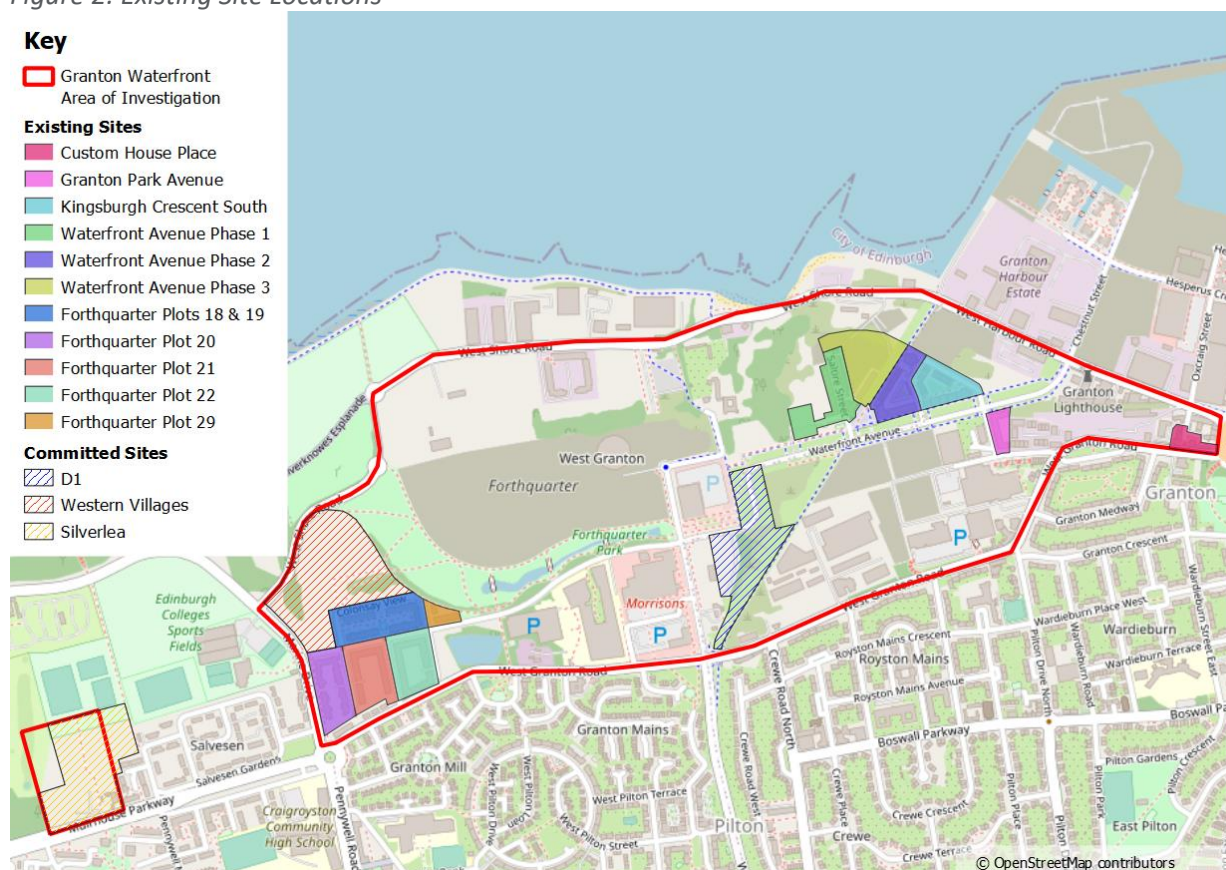 Figure 2: Existing Site Locations
Key
Granton Waterfront
Area of Investigation
Existing Sites
Custom House Place
Granton Park Avenue
Kingsburgh Crescent South
Waterfront Avenue Phase 1
Waterfront Avenue Phase 2
Waterfront Avenue Phase 3
Forthquarter Plots 18 & 19
Forthquarter Plot 20
Forthquarter Plot 21
Forthquarter Plot 22
Forthquarter Plot 29
Committed Sites
D1
Western Villages
Silverlea
City of Edinburgh
Granton
Harbour
Estate
Hesperus Cr
Chestnut Street
Oxcraig Street
West Shore Road
West Shore Road
West Harbour Road
Saltire Street
Granton
Lighthouse
Waterfront Avenue
West Granton Road
Granton
Granton Medway
Granton Crescent
verknowes Esplanade
West Granton
Forthquarter
Forthquarter
Park
P
P
P
P
Morrisons
Colonsay View
Edinburgh
Colleges
Sports
Fields
West Granton Road
West Granton Road
Wardieburn Place West
Wardieburn
Wardieburn Terrace
Wardieburn Road
Wardieburn Street East
Royston Mains Crescent
Royston Mains
Royston Mains Avenue
Pilton Drive North
Boswall Parkway
Boswall Pa
Crewe Road North
Crewe Road West
Granton Mains
Granton Mill
Salvesen
Salvesen Gardens
Muirhouse Parkway
Pennywell Road
Craigroyston
Community
High School
West Pilton Drive
West Pilton Loan
West Pilton Terrace
West Pilton Street
Pilton
Crewe Place
Crewe
Crewe Crescent
Crewe Terrace
Pilton Place
Pilton Gardens
Pilton Park
Pilton Crescent
East Pilton
© OpenStreetMap contributors